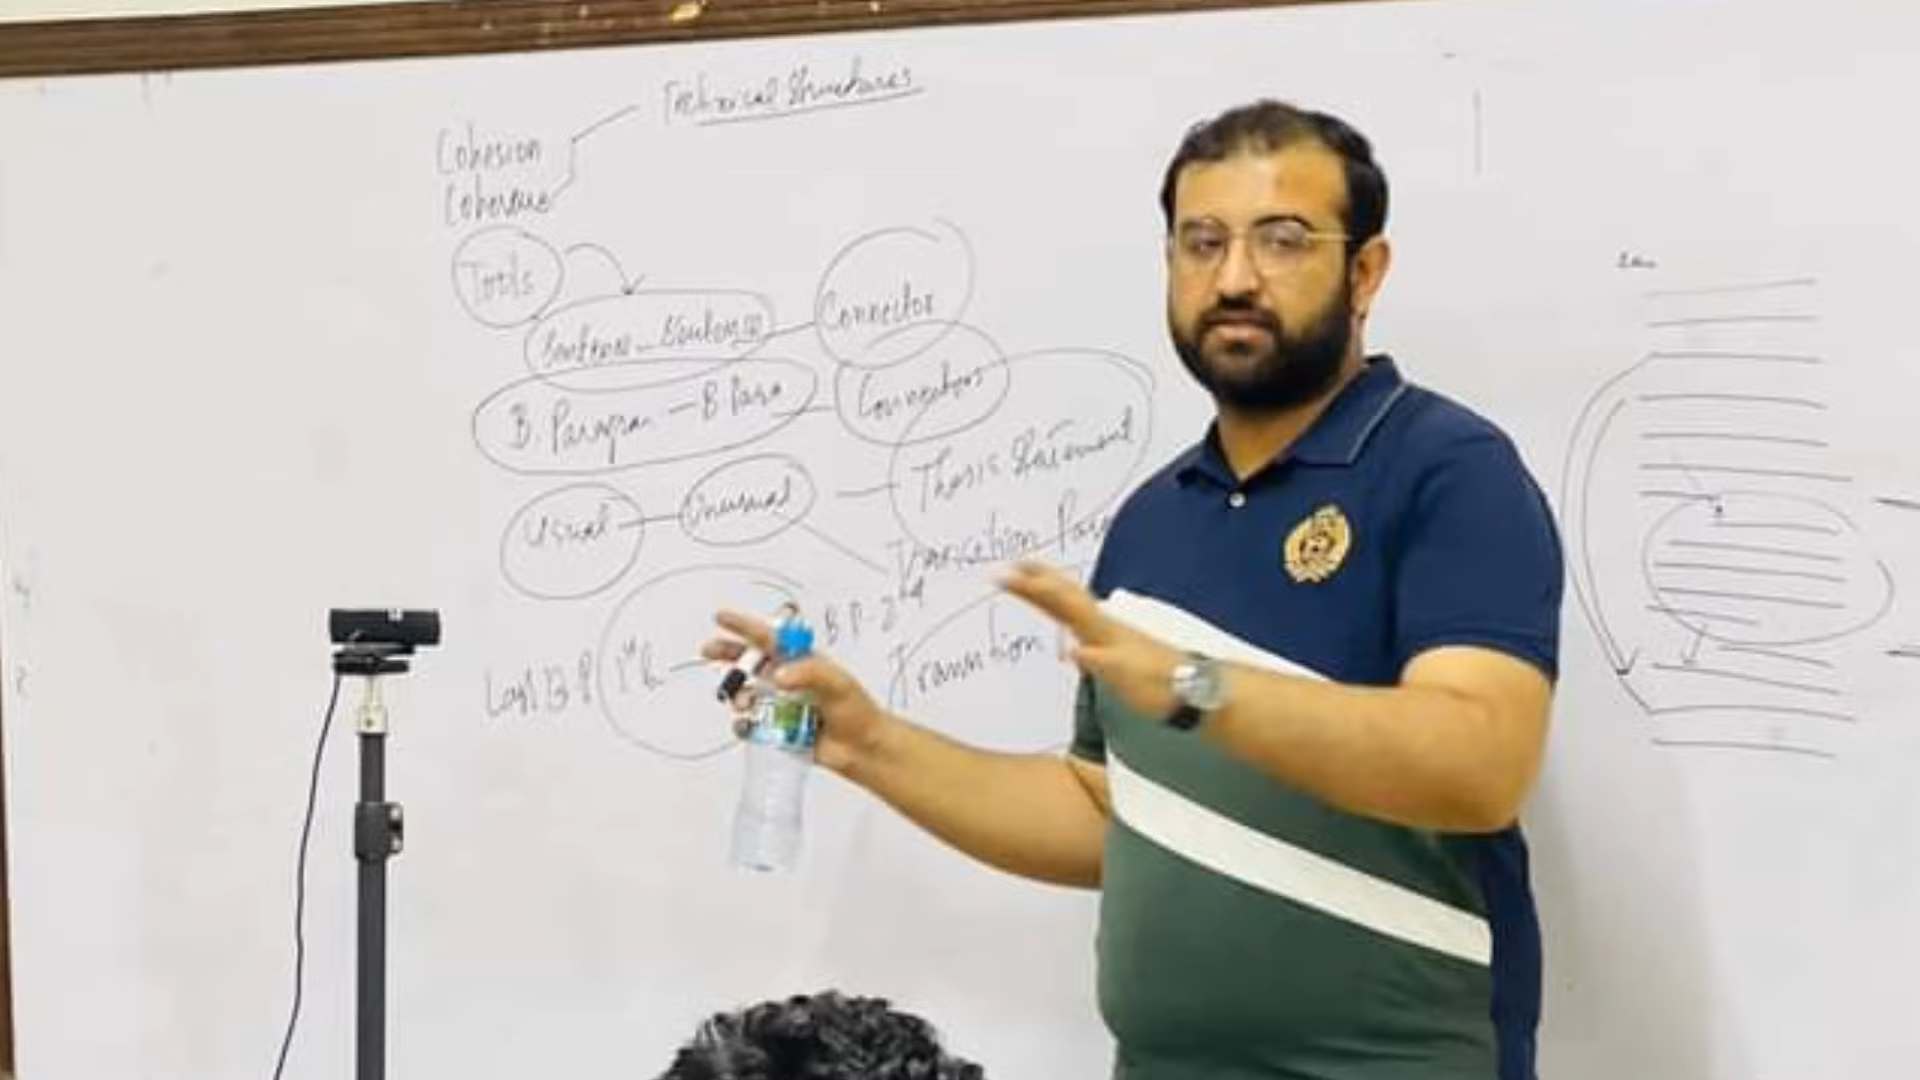 Technical Structures
Cohesion
Coherence
Tools
Sentence - Sentence Connector
B. Paragra - B Para Connectors
Usual Unusual Thesis Statement
Transition Para
Last B.P 1st B.P. 2nd
Transition